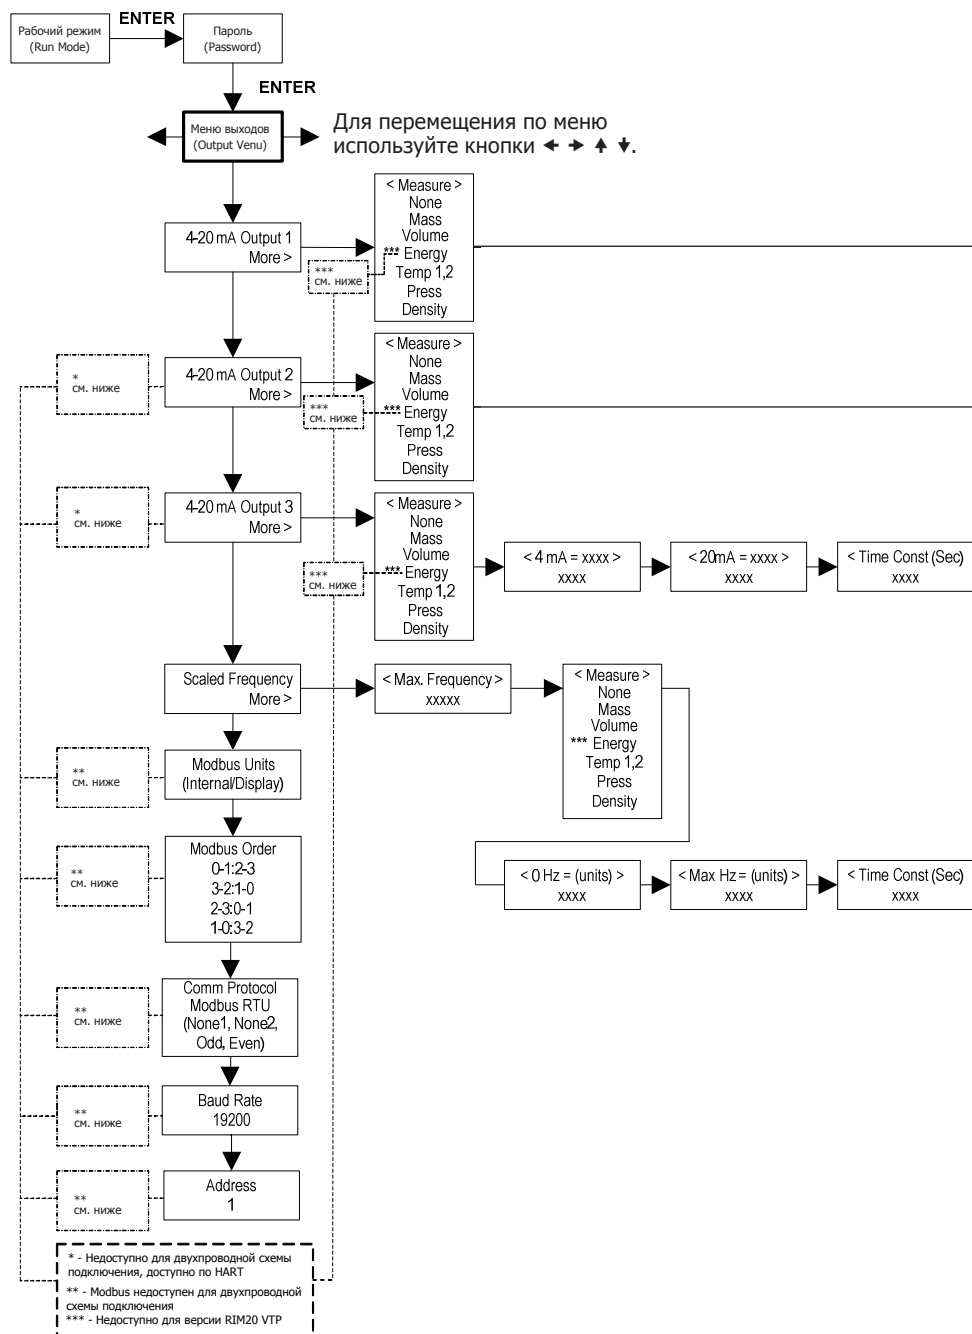 Рабочий режим
(Run Mode)
ENTER
Пароль
(Password)
ENTER
Меню выходов
(Output Venu)
Для перемещения по меню
используйте кнопки ← → ↑ ↓.
4-20 mA Output 1
More >
***
см. ниже
< Measure >
None
Mass
Volume
*** Energy
Temp 1,2
Press
Density
*
см. ниже
4-20 mA Output 2
More >
***
см. ниже
< Measure >
None
Mass
Volume
*** Energy
Temp 1,2
Press
Density
*
см. ниже
4-20 mA Output 3
More >
***
см. ниже
< Measure >
None
Mass
Volume
*** Energy
Temp 1,2
Press
Density
< 4 mA = xxxx >
xxxx
< 20mA = xxxx >
xxxx
< Time Const (Sec)
xxxx
Scaled Frequency
More >
< Max. Frequency >
xxxxx
< Measure >
None
Mass
Volume
*** Energy
Temp 1,2
Press
Density
< 0 Hz = (units) >
xxxx
< Max Hz = (units) >
xxxx
< Time Const (Sec)
xxxx
**
см. ниже
Modbus Units
(Internal/Display)
**
см. ниже
Modbus Order
0-1:2-3
3-2:1-0
2-3:0-1
1-0:3-2
**
см. ниже
Comm Protocol
Modbus RTU
(None1, None2,
Odd, Even)
**
см. ниже
Baud Rate
19200
**
см. ниже
Address
1
* - Недоступно для двухпроводной схемы
подключения, доступно по HART
** - Modbus недоступен для двухпроводной
схемы подключения
*** - Недоступно для версии RIM20 VTP